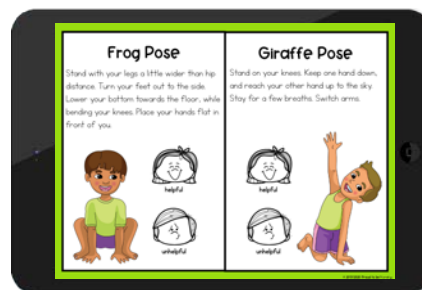 Frog Pose
Stand with your legs a little wider than hip
distance. Turn your feet out to the side.
Lower your bottom towards the floor, while
bending your knees. Place your hands flat in
front of you.
helpful
unhelpful
Giraffe Pose
Stand on your knees. Keep one hand down,
and reach your other hand up to the sky.
Stay for a few breaths. Switch arms.
helpful
unhelpful